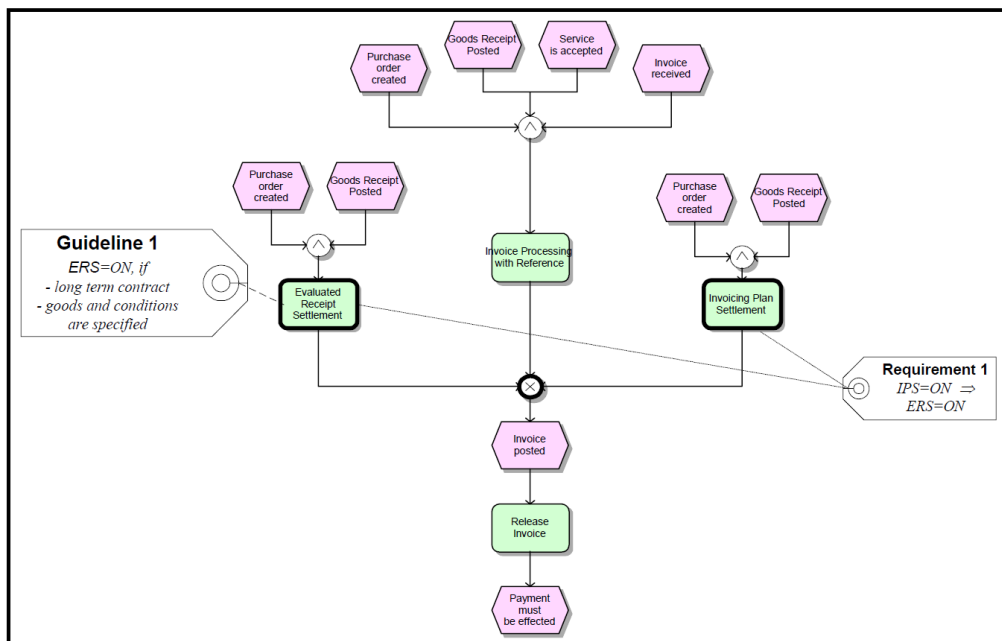 Goods Receipt
Posted
Service
is accepted
Purchase
order
created
Invoice
received
Purchase
order
created
Goods Receipt
Posted
Purchase
order
created
Goods Receipt
Posted
Guideline 1
ERS=ON, if
- long term contract
- goods and conditions
are specified
Invoice Processing
with Reference
Evaluated
Receipt
Settlement
Invoicing Plan
Settlement
Requirement 1
IPS=ON ⇒
ERS=ON
Invoice
posted
Release
Invoice
Payment
must
be effected